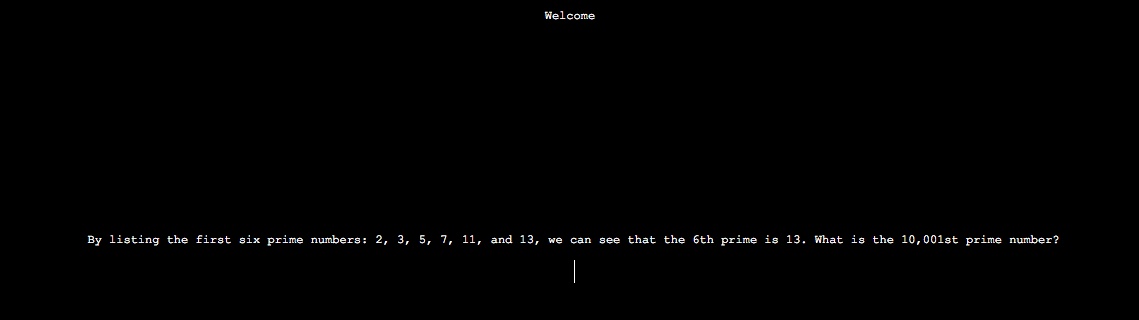 Welcome
By listing the first six prime numbers: 2, 3, 5, 7, 11, and 13, we can see that the 6th prime is 13. What is the 10,001st prime number?